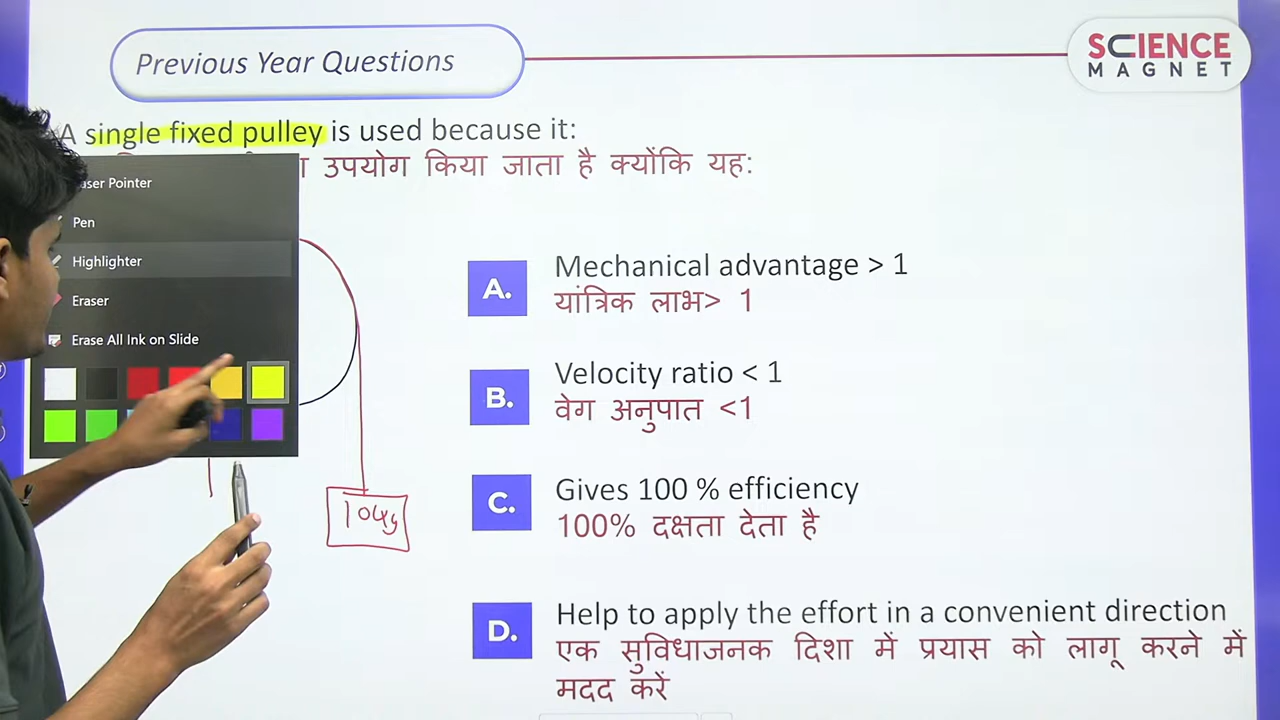 Previous Year Questions
SCIENCE
MAGNET
A single fixed pulley is used because it:
उपयोग किया जाता है क्योंकि यह:
Pointer
Pen
Highlighter
Eraser
Erase All Ink on Slide
10kg
A. Mechanical advantage > 1
यांत्रिक लाभ> 1
B. Velocity ratio < 1
वेग अनुपात <1
C. Gives 100 % efficiency
100% दक्षता देता है
D. Help to apply the effort in a convenient direction
एक सुविधाजनक दिशा में प्रयास को लागू करने में
मदद करें